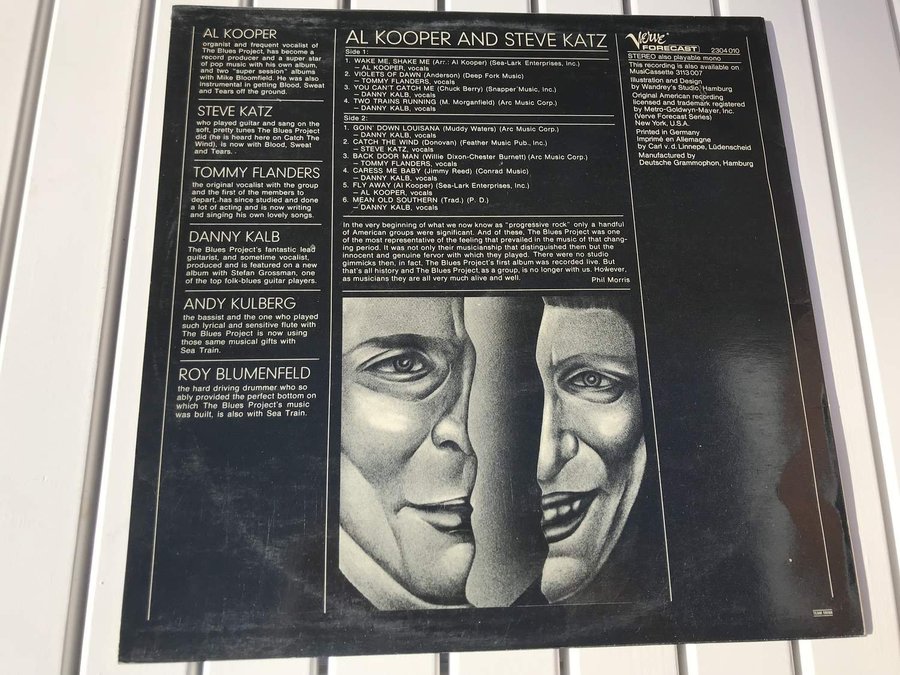 AL KOOPER
organist and frequent vocalist of
The Blues Project, has become a
record producer and a super star
of pop music with his own album,
and two "super session" albums
with Mike Bloomfield. He was also
instrumental in getting Blood, Sweat
and Tears off the ground.
STEVE KATZ
who played guitar and sang on the
soft, pretty tunes The Blues Project
did (he is heard here on Catch The
Wind), is now with Blood, Sweat
and Tears.
TOMMY FLANDERS
the original vocalist with the group
and the first of the members to
depart, has since studied and done
a lot of acting and is now writing
and singing his own lovely songs.
DANNY KALB
The Blues Project's fantastic lead
guitarist, and sometime vocalist,
produced and is featured on a new
album with Stefan Grossman, one
of the top folk-blues guitar players.
ANDY KULBERG
the bassist and the one who played
such lyrical and sensitive flute with
The Blues Project is now using
those same musical gifts with
Sea Train.
ROY BLUMENFELD
the hard driving drummer who so
ably provided the perfect bottom on
which The Blues Project's music
was built, is also with Sea Train.
AL KOOPER AND STEVE KATZ
Side 1:
1. WAKE ME, SHAKE ME (Arr.: Al Kooper) (Sea-Lark Enterprises, Inc.)
– AL KOOPER, vocals
2. VIOLETS OF DAWN (Anderson) (Deep Fork Music)
– TOMMY FLANDERS, vocals
3. YOU CAN'T CATCH ME (Chuck Berry) (Snapper Music, Inc.)
– DANNY KALB, vocals
4. TWO TRAINS RUNNING (M. Morganfield) (Arc Music Corp.)
– DANNY KALB, vocals
Side 2:
1. GOIN' DOWN LOUISANA (Muddy Waters) (Arc Music Corp.)
– DANNY KALB, vocals
2. CATCH THE WIND (Donovan) (Feather Music Pub., Inc.)
– STEVE KATZ, vocals
3. BACK DOOR MAN (Willie Dixon-Chester Burnett) (Arc Music Corp.)
– TOMMY FLANDERS, vocals
4. CARESS ME BABY (Jimmy Reed) (Conrad Music)
– DANNY KALB, vocals
5. FLY AWAY (Al Kooper) (Sea-Lark Enterprises, Inc.)
– AL KOOPER, vocals
6. MEAN OLD SOUTHERN (Trad.) (P. D.)
– DANNY KALB, vocals
In the very beginning of what we now know as "progressive rock" only a handful
of American groups were significant. And of these, The Blues Project was one
of the most representative of the feeling that prevailed in the music of that chang-
ing period. It was not only their musicianship that distinguished them but the
innocent and genuine fervor with which they played. There were no studio
gimmicks then, in fact, The Blues Project's first album was recorded live. But
that's all history and The Blues Project, as a group, is no longer with us. However,
as musicians they are all very much alive and well.
Phil Morris
Verve
FORECAST 2304 010
STEREO also playable mono
This recording is also available on
MusiCassette 3113 007
Illustration and Design
by Wandrey's Studio, Hamburg
Original American recording
licensed and trademark registered
by Metro-Goldwyn-Mayer, Inc.
(Verve Forecast Series)
New York, U.S.A.
Printed in Germany
Imprimé en Allemagne
by Carl v. d. Linnepe, Lüdenscheid
Manufactured by
Deutsche Grammophon, Hamburg